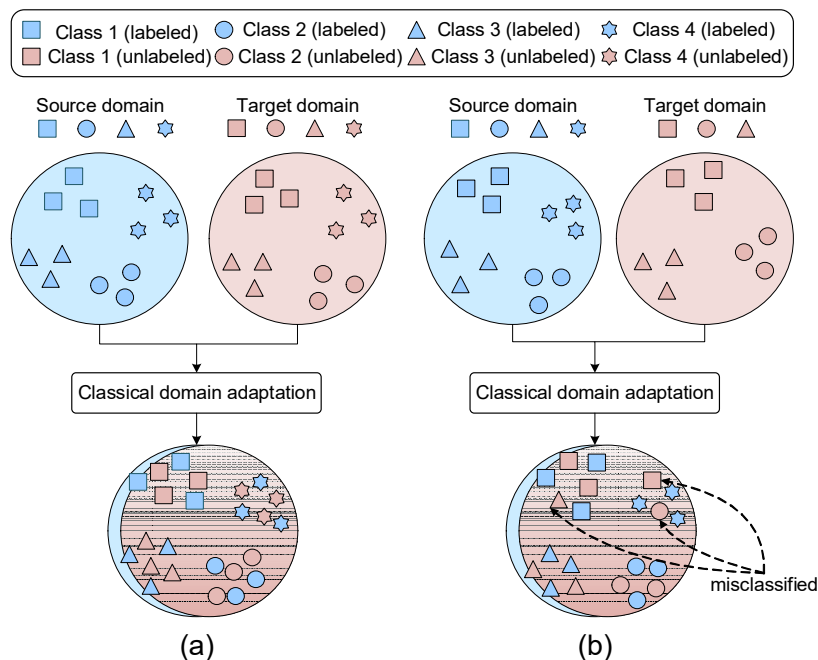 Class 1 (labeled) Class 2 (labeled) Class 3 (labeled) Class 4 (labeled)
Class 1 (unlabeled) Class 2 (unlabeled) Class 3 (unlabeled) Class 4 (unlabeled)
Source domain Target domain Source domain Target domain
Classical domain adaptation Classical domain adaptation
misclassified
(a) (b)